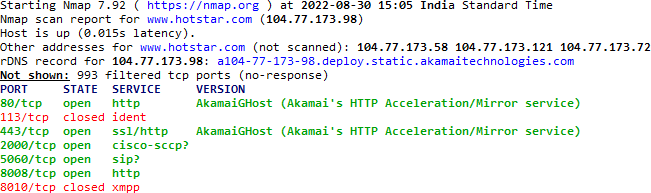 Starting Nmap 7.92 ( https://nmap.org ) at 2022-08-30 15:05 India Standard Time
Nmap scan report for www.hotstar.com (104.77.173.98)
Host is up (0.015s latency).
Other addresses for www.hotstar.com (not scanned): 104.77.173.58 104.77.173.121 104.77.173.72
rDNS record for 104.77.173.98: a104-77-173-98.deploy.static.akamaitechnologies.com
Not shown: 993 filtered tcp ports (no-response)
PORT STATE SERVICE VERSION
80/tcp open http AkamaiGHost (Akamai's HTTP Acceleration/Mirror service)
113/tcp closed ident
443/tcp open ssl/http AkamaiGHost (Akamai's HTTP Acceleration/Mirror service)
2000/tcp open cisco-sccp?
5060/tcp open sip?
8008/tcp open http
8010/tcp closed xmpp